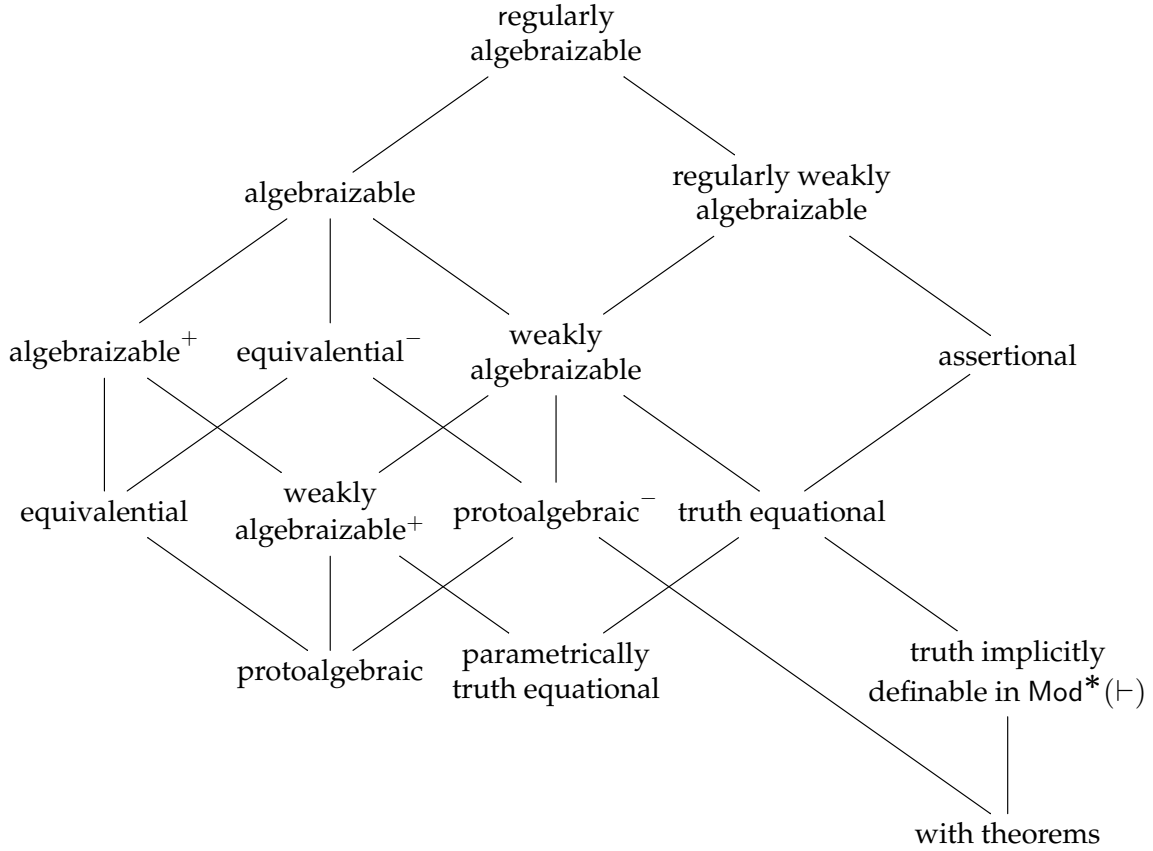 regularly
algebraizable
algebraizable
regularly weakly
algebraizable
algebraizable⁺
equivalential⁻
weakly
algebraizable
assertional
equivalential
weakly
algebraizable⁺
protoalgebraic⁻
truth equational
protoalgebraic
parametrically
truth equational
truth implicitly
definable in Mod*(⊢)
with theorems